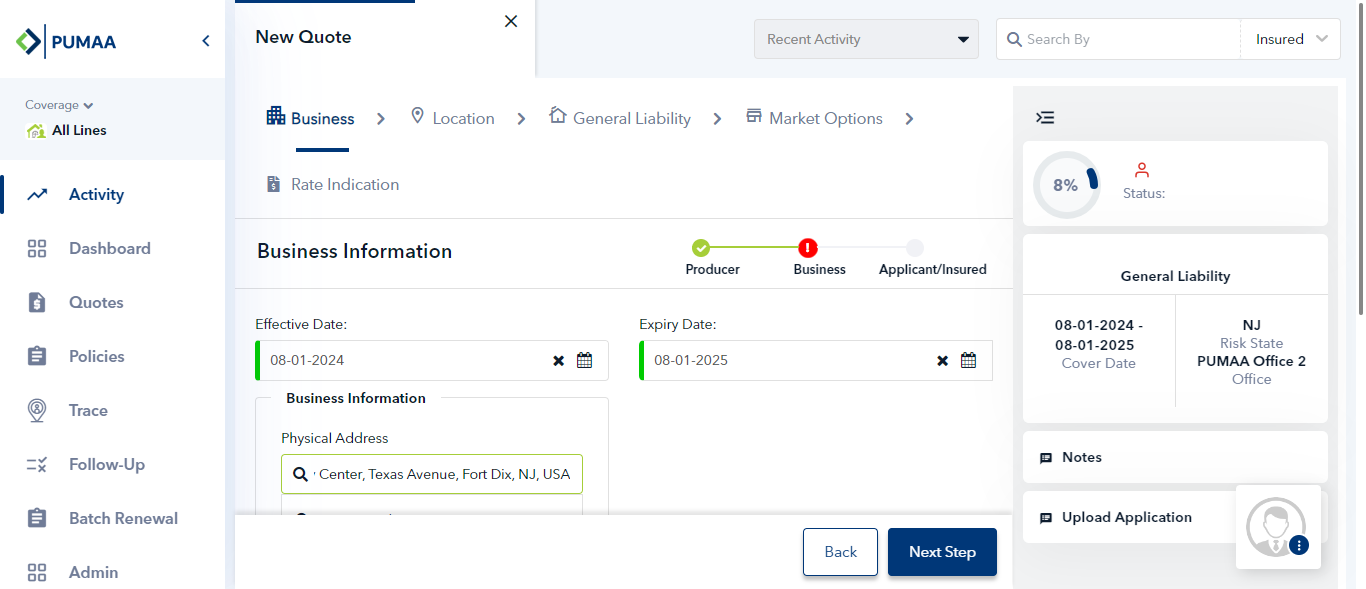 PUMAA
Coverage
All Lines
Activity
Dashboard
Quotes
Policies
Trace
Follow-Up
Batch Renewal
Admin
New Quote
Recent Activity
Search By
Insured
Business
Location
General Liability
Market Options
Rate Indication
Business Information
Producer
Business
Applicant/Insured
Effective Date:
08-01-2024
Expiry Date:
08-01-2025
Business Information
Physical Address
Center, Texas Avenue, Fort Dix, NJ, USA
Back
Next Step
8%
Status:
General Liability
08-01-2024 -
08-01-2025
Cover Date
NJ
Risk State
PUMAA Office 2
Office
Notes
Upload Application